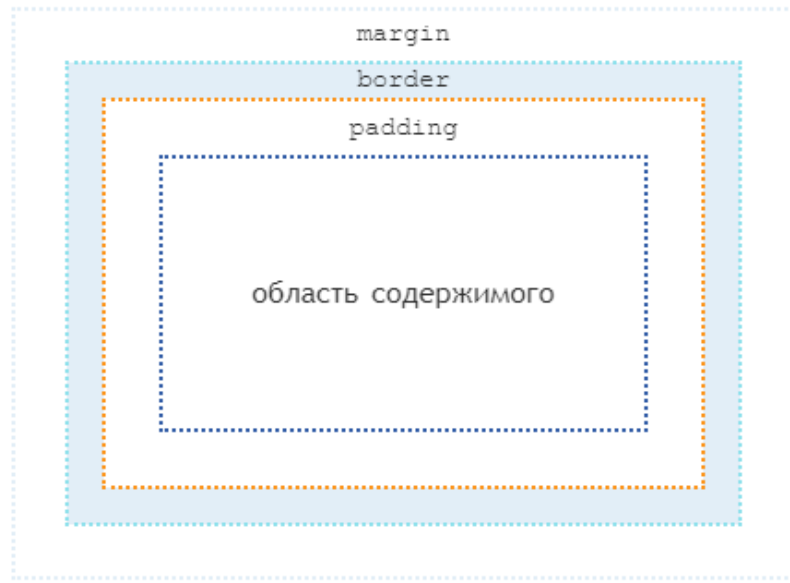 margin
border
padding
область содержимого